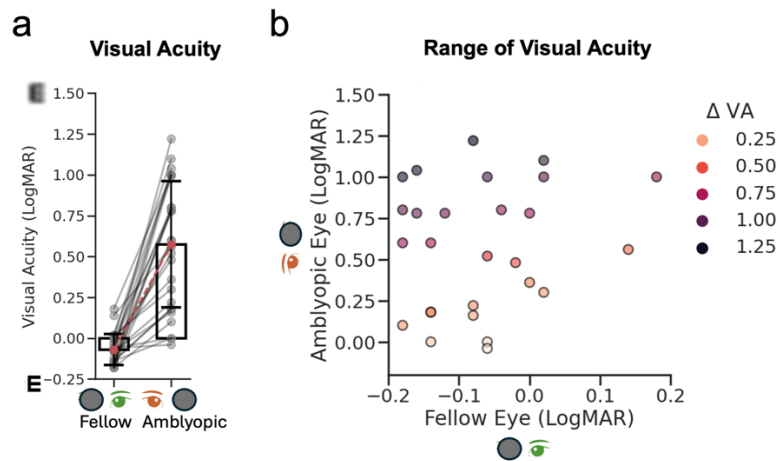 a
Visual Acuity
E
1.50
1.25
1.00
0.75
0.50
0.25
0.00
−0.25
Visual Acuity (LogMAR)
E
Fellow Amblyopic
b
Range of Visual Acuity
1.50
1.25
1.00
0.75
0.50
0.25
0.00
Amblyopic Eye (LogMAR)
−0.2 −0.1 0.0 0.1 0.2
Fellow Eye (LogMAR)
Δ VA
0.25
0.50
0.75
1.00
1.25